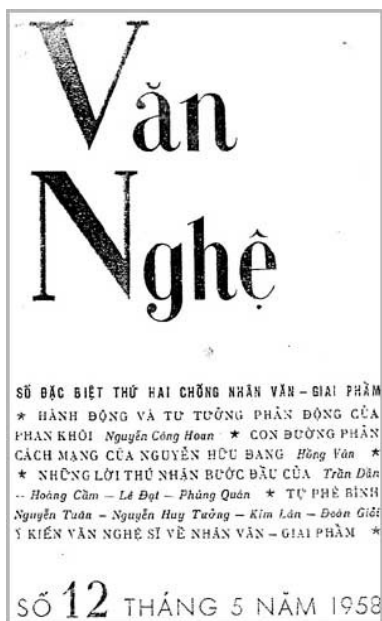 Văn
Nghệ
SỐ ĐẶC BIỆT THỨ HAI CHỐNG NHÂN VĂN – GIAI PHẨM
★ HÀNH ĐỘNG VÀ TƯ TƯỞNG PHẢN ĐỘNG CỦA
PHAN KHÔI Nguyễn Công Hoan ★ CON ĐƯỜNG PHẢN
CÁCH MẠNG CỦA NGUYỄN HỮU ĐANG Hồng Vân ★
★ NHỮNG LỜI THÚ NHẬN BƯỚC ĐẦU CỦA Trần Dần
-- Hoàng Cầm – Lê Đạt – Phùng Quán ★ TỰ PHÊ BÌNH
Nguyễn Tuân – Nguyễn Huy Tưởng – Kim Lân – Đoàn Giỏi
Ý KIẾN VĂN NGHỆ SĨ VỀ NHÂN VĂN – GIAI PHẨM ★
SỐ 12 THÁNG 5 NĂM 1958